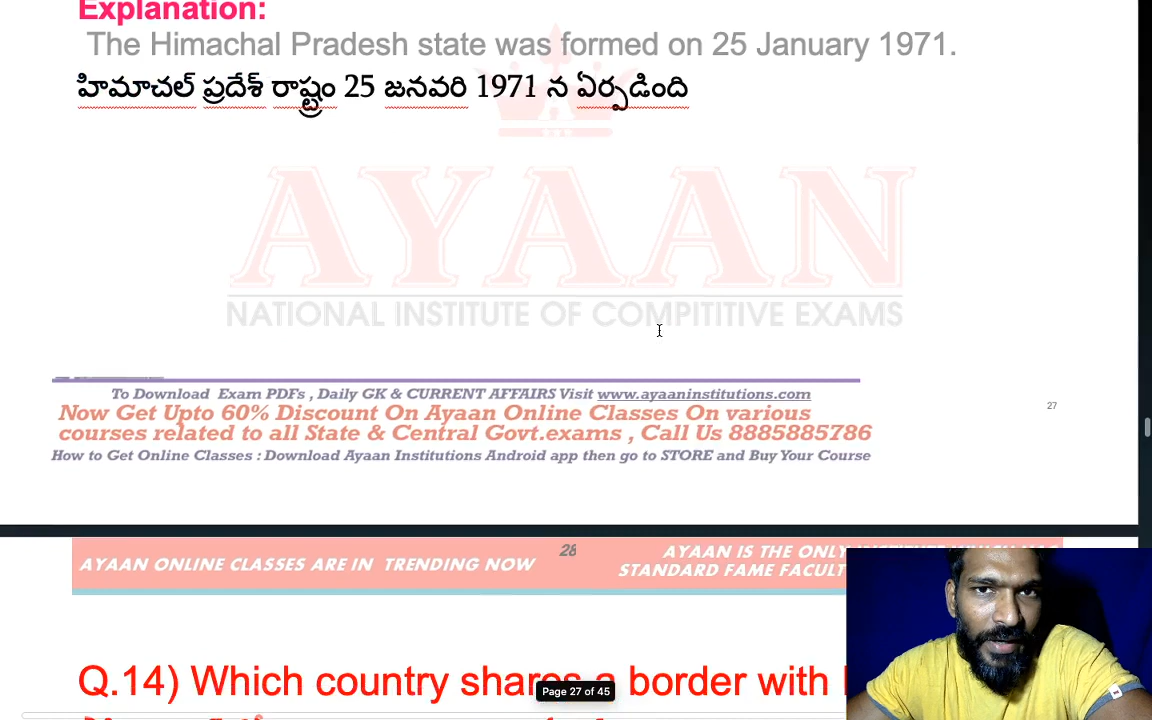 Explanation:
The Himachal Pradesh state was formed on 25 January 1971.
హిమాచల్ ప్రదేశ్ రాష్ట్రం 25 జనవరి 1971 న ఏర్పడింది
AYAAN
NATIONAL INSTITUTE OF COMPITITIVE EXAMS
To Download Exam PDFs , Daily GK & CURRENT AFFAIRS Visit www.ayaaninstitutions.com
Now Get Upto 60% Discount On Ayaan Online Classes On various
27
courses related to all State & Central Govt.exams , Call Us 8885885786
How to Get Online Classes : Download Ayaan Institutions Android app then go to STORE and Buy Your Course
28
AYAAN ONLINE CLASSES ARE IN TRENDING NOW
AYAAN IS THE ONLY
STANDARD FAME FACULT
Q.14) Which country shares a border with
Page 27 of 45